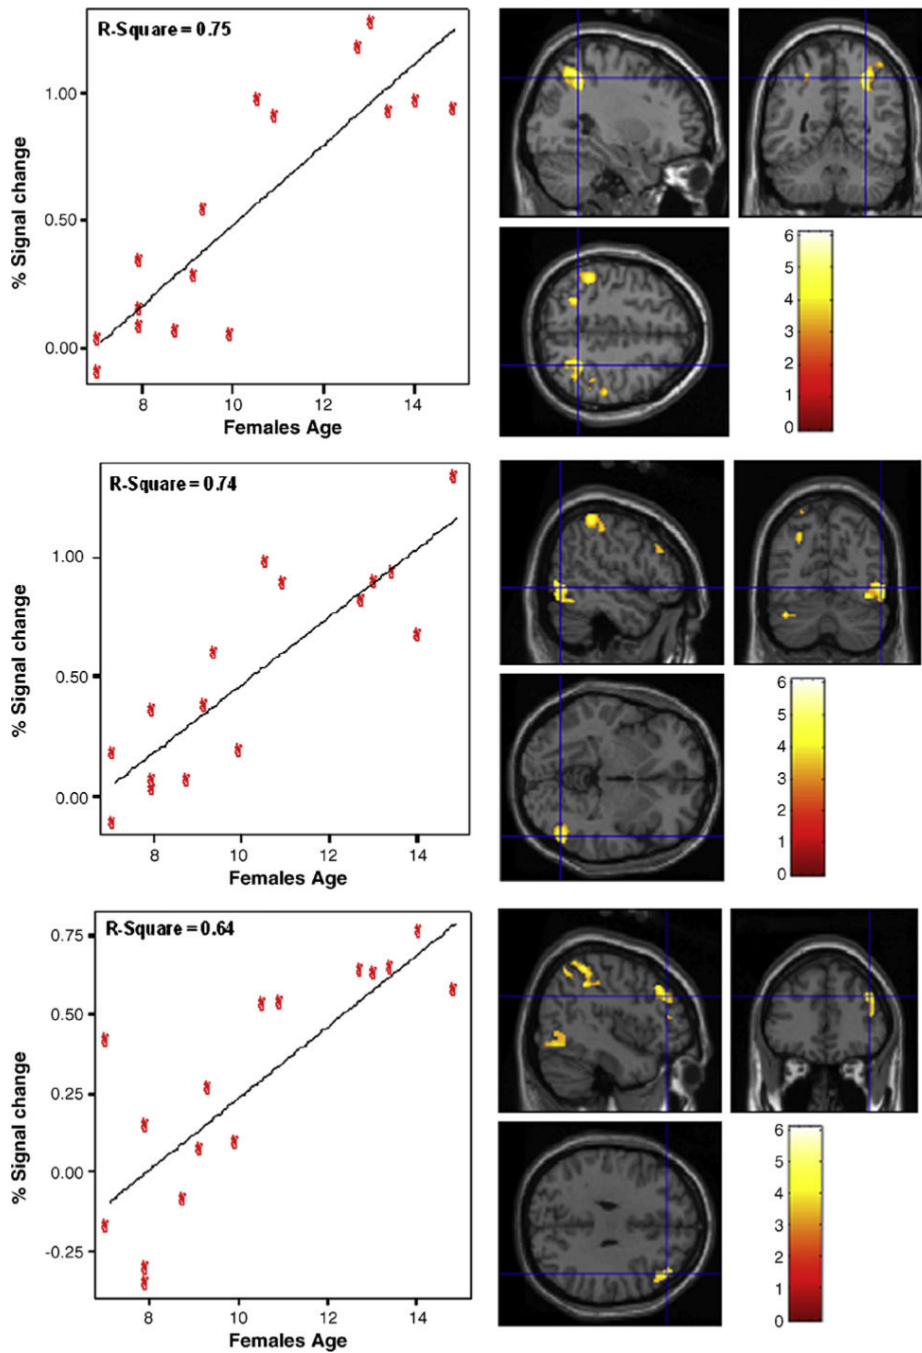 R-Square = 0.75
1.00
0.50
0.00
% Signal change
8 10 12 14
Females Age
6
5
4
3
2
1
0
R-Square = 0.74
1.00
0.50
0.00
% Signal change
8 10 12 14
Females Age
6
5
4
3
2
1
0
R-Square = 0.64
0.75
0.50
0.25
0.00
-0.25
% Signal change
8 10 12 14
Females Age
6
5
4
3
2
1
0